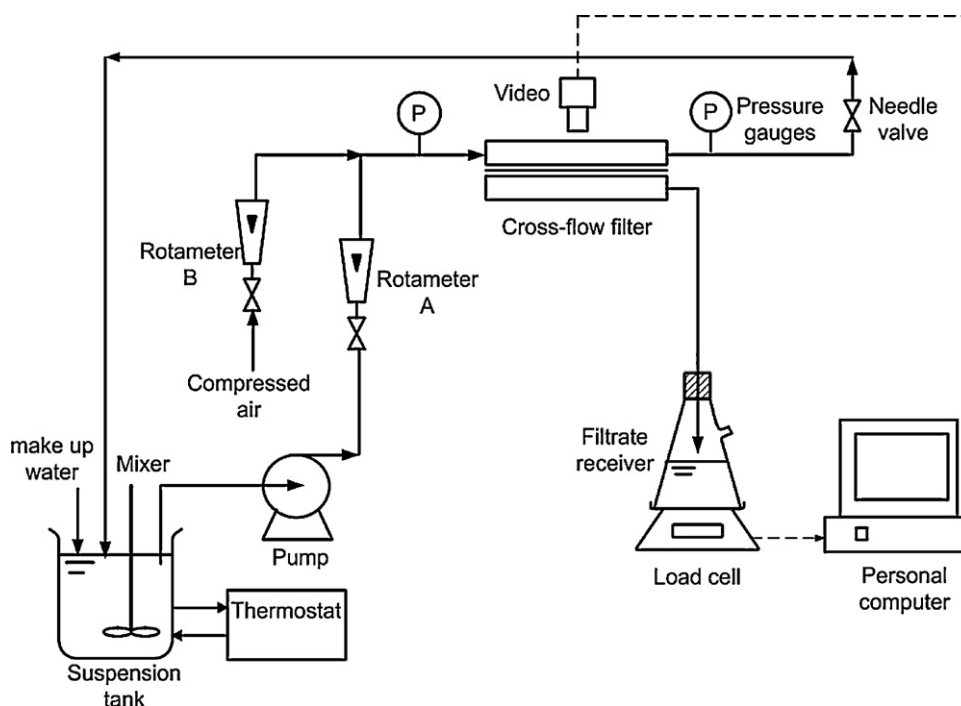 Video
P
P
Pressure
gauges
Needle
valve
Rotameter
B
Rotameter
A
Cross-flow filter
Compressed
air
make up
water
Mixer
Pump
Filtrate
receiver
Load cell
Personal
computer
Thermostat
Suspension
tank